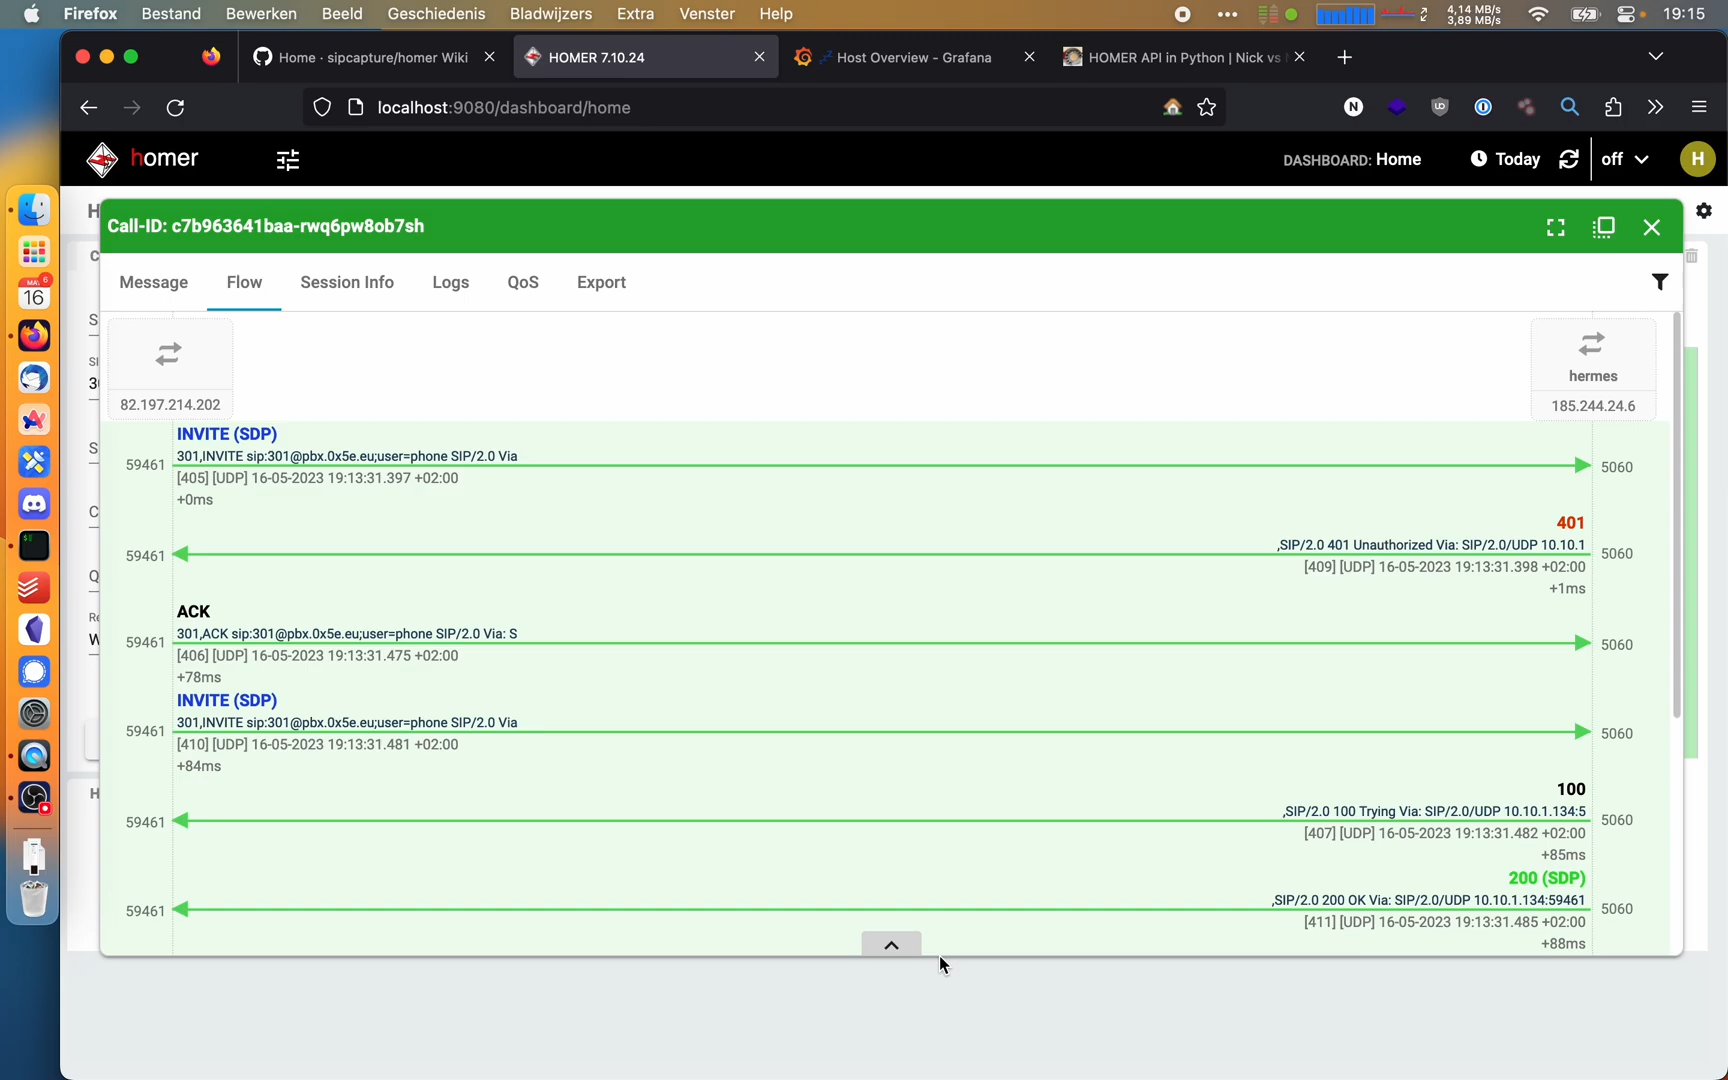 Firefox Bestand Bewerken Beeld Geschiedenis Bladwijzers Extra Venster Help 4,14 MB/s 3,89 MB/s 19:15
Home · sipcapture/homer Wiki HOMER 7.10.24 Host Overview - Grafana HOMER API in Python | Nick vs
localhost:9080/dashboard/home
homer DASHBOARD: Home Today off H
Call-ID: c7b963641baa-rwq6pw8ob7sh
Message Flow Session Info Logs QoS Export
hermes
82.197.214.202 185.244.24.6
INVITE (SDP)
301,INVITE sip:301@pbx.0x5e.eu;user=phone SIP/2.0 Via
59461 5060
[405] [UDP] 16-05-2023 19:13:31.397 +02:00
+0ms
401
,SIP/2.0 401 Unauthorized Via: SIP/2.0/UDP 10.10.1
59461 5060
[409] [UDP] 16-05-2023 19:13:31.398 +02:00
+1ms
ACK
301,ACK sip:301@pbx.0x5e.eu;user=phone SIP/2.0 Via: S
59461 5060
[406] [UDP] 16-05-2023 19:13:31.475 +02:00
+78ms
INVITE (SDP)
301,INVITE sip:301@pbx.0x5e.eu;user=phone SIP/2.0 Via
59461 5060
[410] [UDP] 16-05-2023 19:13:31.481 +02:00
+84ms
100
,SIP/2.0 100 Trying Via: SIP/2.0/UDP 10.10.1.134:5
59461 5060
[407] [UDP] 16-05-2023 19:13:31.482 +02:00
+85ms
200 (SDP)
,SIP/2.0 200 OK Via: SIP/2.0/UDP 10.10.1.134:59461
59461 5060
[411] [UDP] 16-05-2023 19:13:31.485 +02:00
+88ms
16